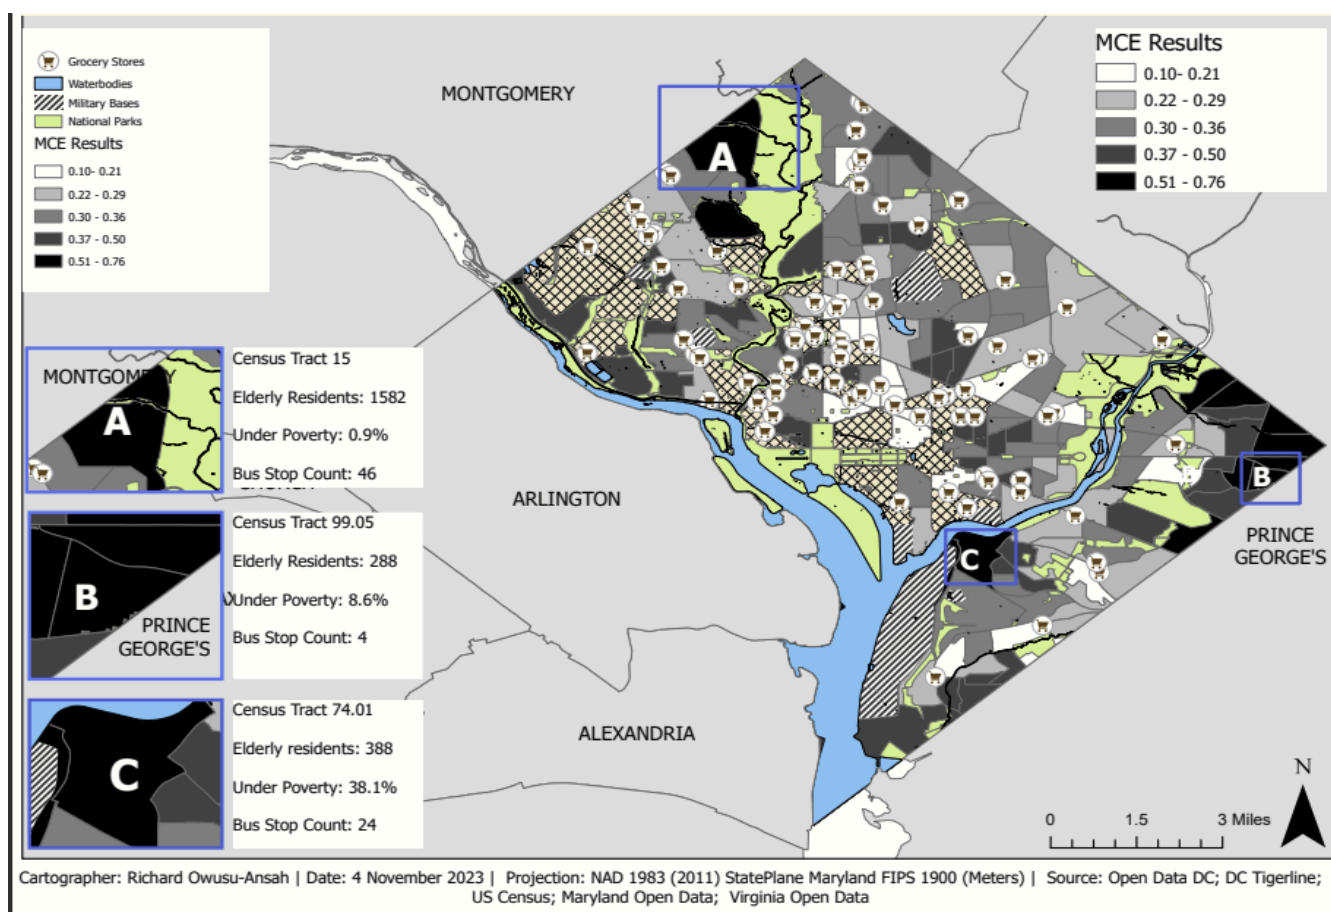 Grocery Stores
Waterbodies
Military Bases
National Parks
MCE Results
0.10- 0.21
0.22 - 0.29
0.30 - 0.36
0.37 - 0.50
0.51 - 0.76
MONTGOMERY
A
MCE Results
0.10- 0.21
0.22 - 0.29
0.30 - 0.36
0.37 - 0.50
0.51 - 0.76
MONTGOMERY
A
Census Tract 15
Elderly Residents: 1582
Under Poverty: 0.9%
Bus Stop Count: 46
B
PRINCE
GEORGE'S
Census Tract 99.05
Elderly Residents: 288
Under Poverty: 8.6%
Bus Stop Count: 4
C
Census Tract 74.01
Elderly residents: 388
Under Poverty: 38.1%
Bus Stop Count: 24
ARLINGTON
ALEXANDRIA
B
PRINCE
GEORGE'S
C
N
0 1.5 3 Miles
Cartographer: Richard Owusu-Ansah | Date: 4 November 2023 | Projection: NAD 1983 (2011) StatePlane Maryland FIPS 1900 (Meters) | Source: Open Data DC; DC Tigerline;
US Census; Maryland Open Data; Virginia Open Data